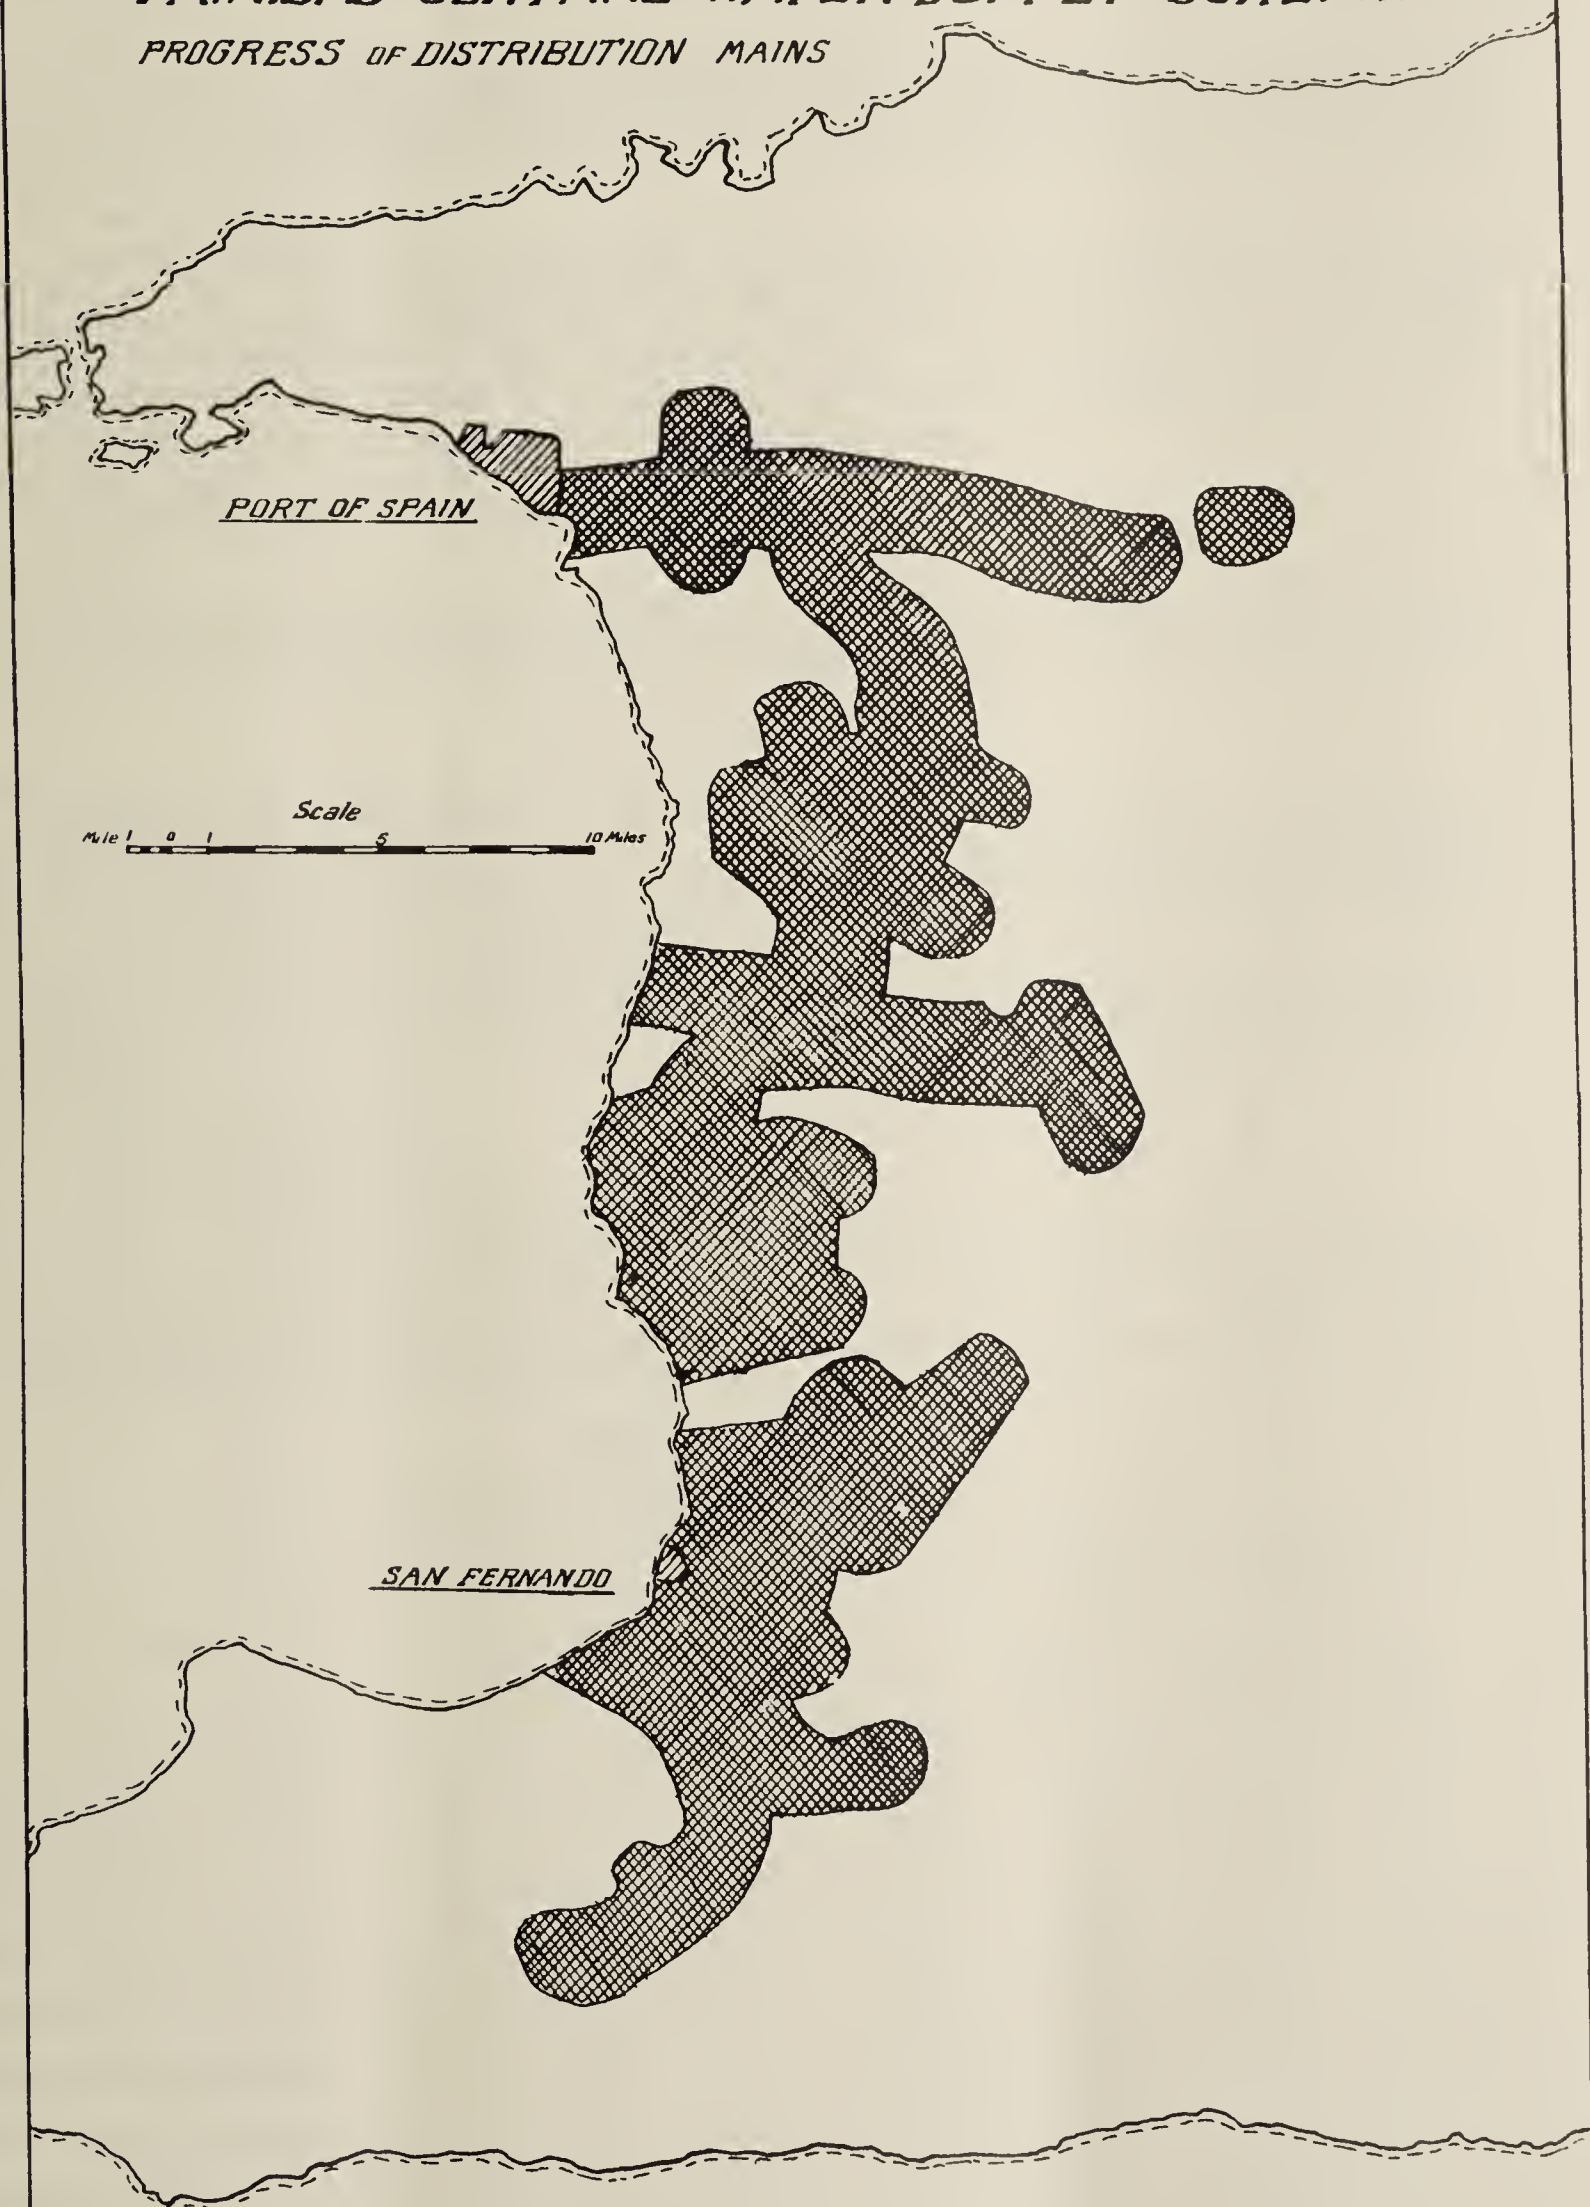 PROGRESS OF DISTRIBUTION MAINS
PORT OF SPAIN
Scale
Mile 1 0 1 5 10 Miles
SAN FERNANDO